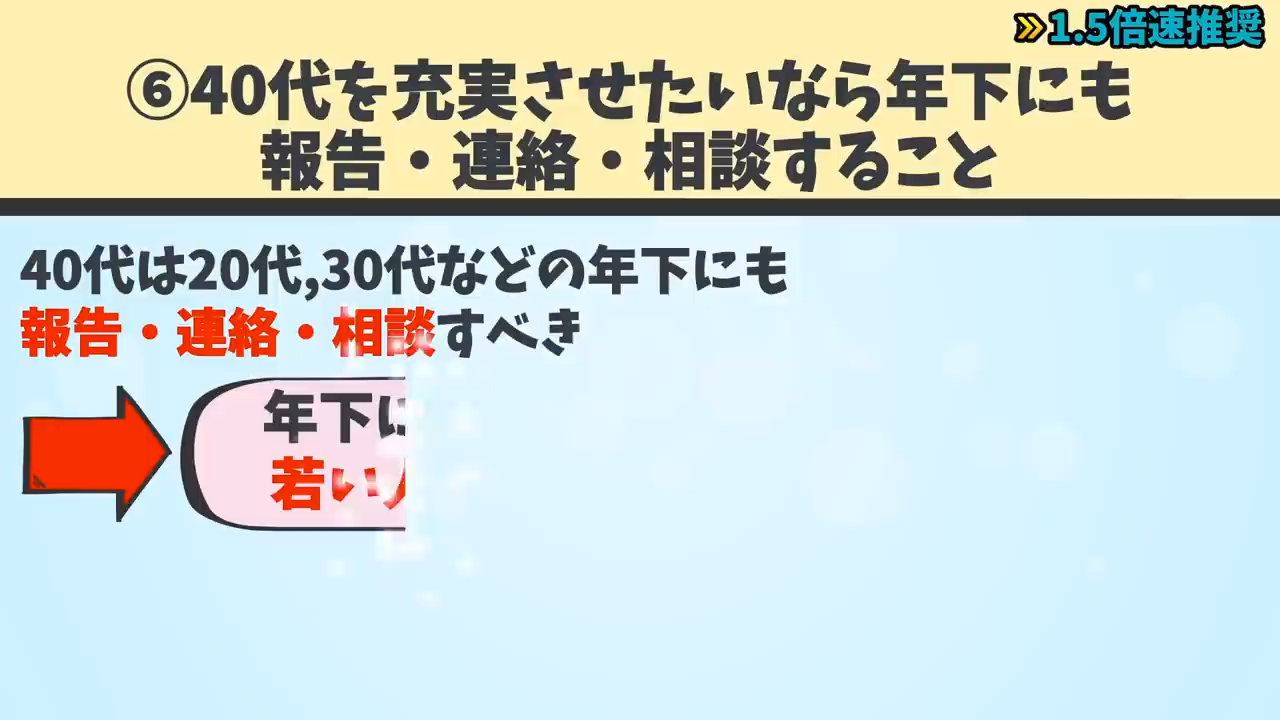 1.5倍速推奨
⑥40代を充実させたいなら年下にも
報告・連絡・相談すること
40代は20代,30代などの年下にも
報告・連絡・相談すべき
年下に
若い